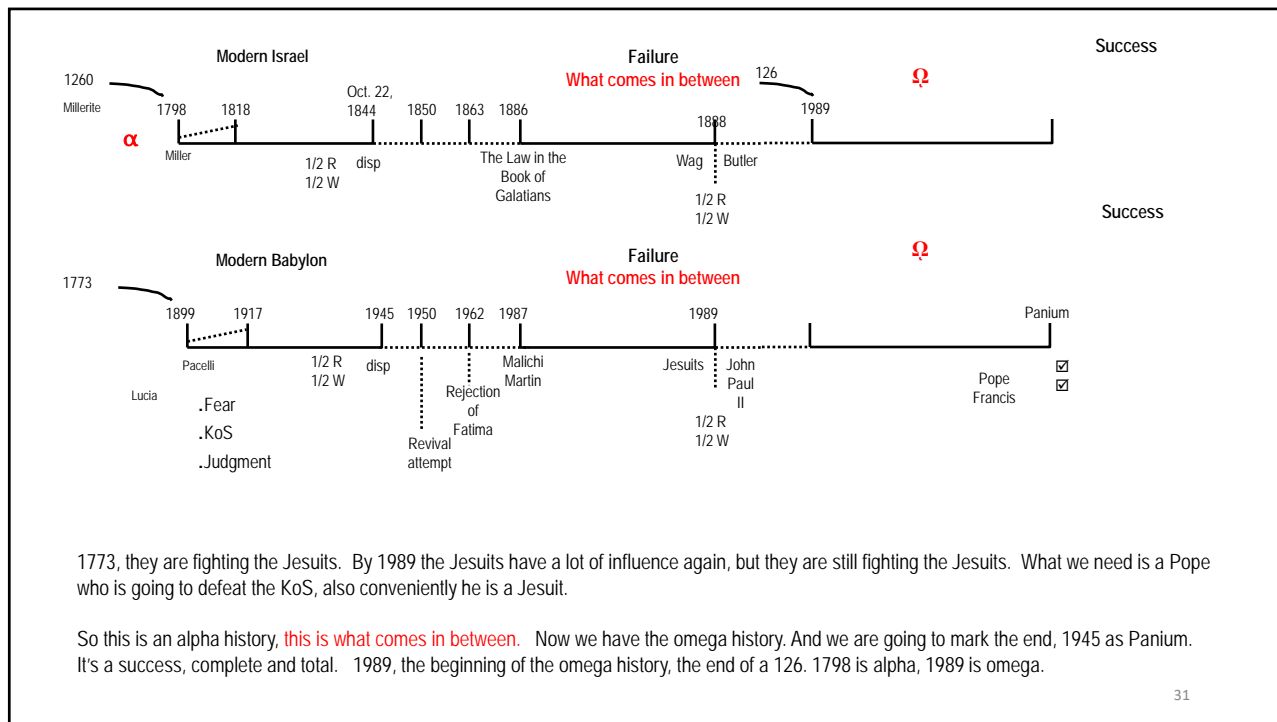 Success
Modern Israel
Failure
What comes in between
1260
Millerite
α
1798
1818
Oct. 22,
1844
1850
1863
1886
1888
126
1989
Ω
Miller
1/2 R
1/2 W
disp
The Law in the
Book of
Galatians
Wag
Butler
1/2 R
1/2 W
Success
Modern Babylon
Failure
What comes in between
Ω
1773
1899
1917
1945
1950
1962
1987
1989
Panium
Pacelli
Lucia
.Fear
.KoS
.Judgment
1/2 R
1/2 W
disp
Revival
attempt
Rejection
of
Fatima
Malichi
Martin
Jesuits
John
Paul
II
1/2 R
1/2 W
Pope
Francis
☑
☑
1773, they are fighting the Jesuits. By 1989 the Jesuits have a lot of influence again, but they are still fighting the Jesuits. What we need is a Pope
who is going to defeat the KoS, also conveniently he is a Jesuit.
So this is an alpha history, this is what comes in between. Now we have the omega history. And we are going to mark the end, 1945 as Panium.
It's a success, complete and total. 1989, the beginning of the omega history, the end of a 126. 1798 is alpha, 1989 is omega.
31